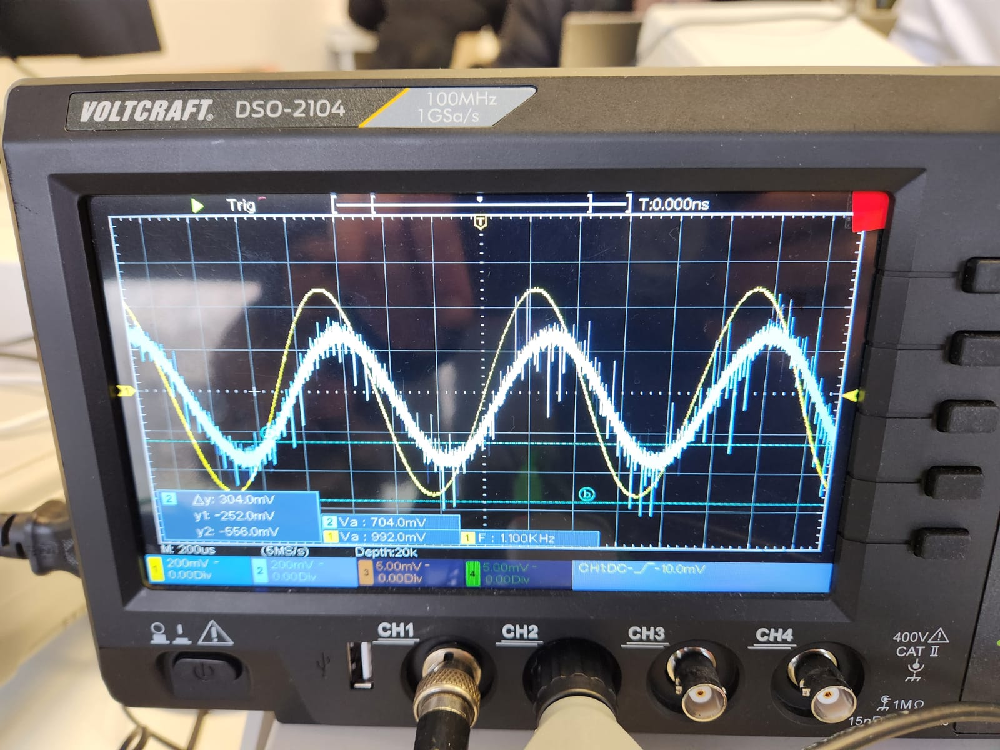 VOLTCRAFT® DSO-2104 100MHz
1GSa/s
Trig T:0.000ns
T
1
b
2 Δy: 304.0mV
y1: -252.0mV
y2: -556.0mV
2 Va : 704.0mV
1 Va : 992.0mV 1 F : 1.100KHz
M: 200us (5MS/s) Depth:20k
1 200mV - 2 200mV - 3 5.00mV - 4 5.00mV - CH1:DC- -10.0mV
0.00Div 0.00Div 0.00Div 0.00Div
CH1 CH2 CH3 CH4
400V
CAT II
1MΩ